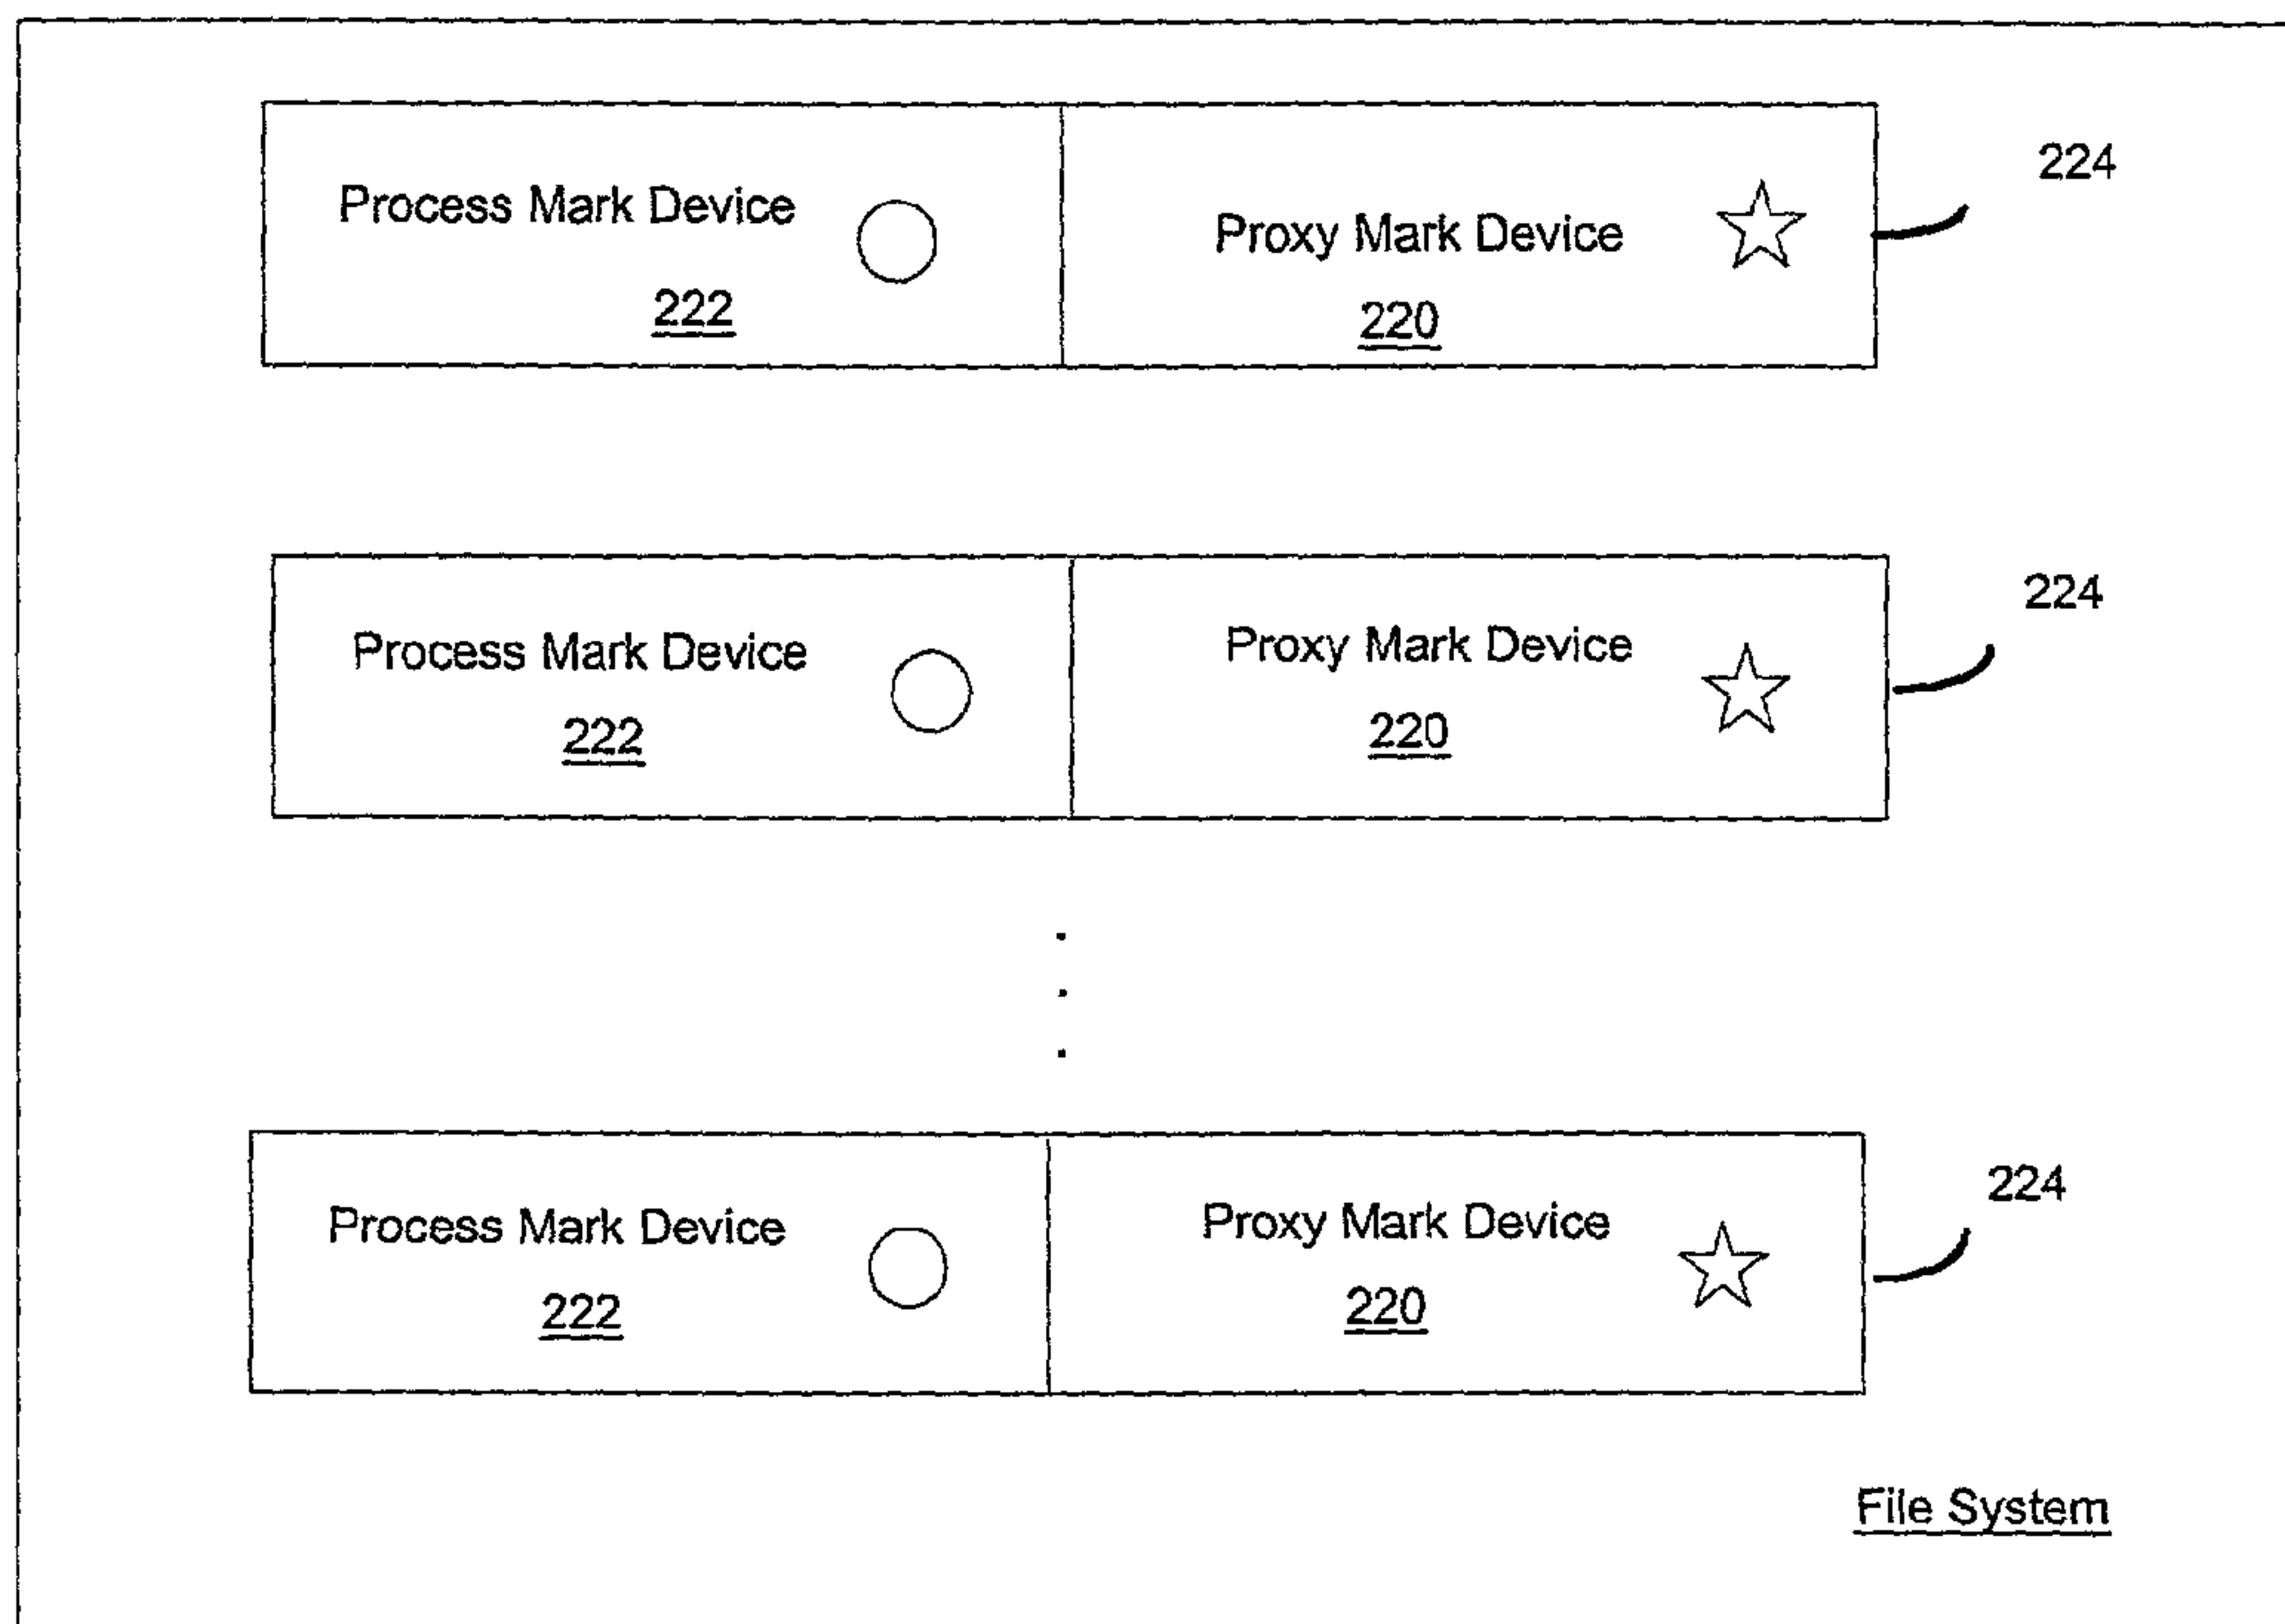 Process Mark Device
222
Proxy Mark Device
220
224
Process Mark Device
222
Proxy Mark Device
220
224
Process Mark Device
222
Proxy Mark Device
220
224
File System